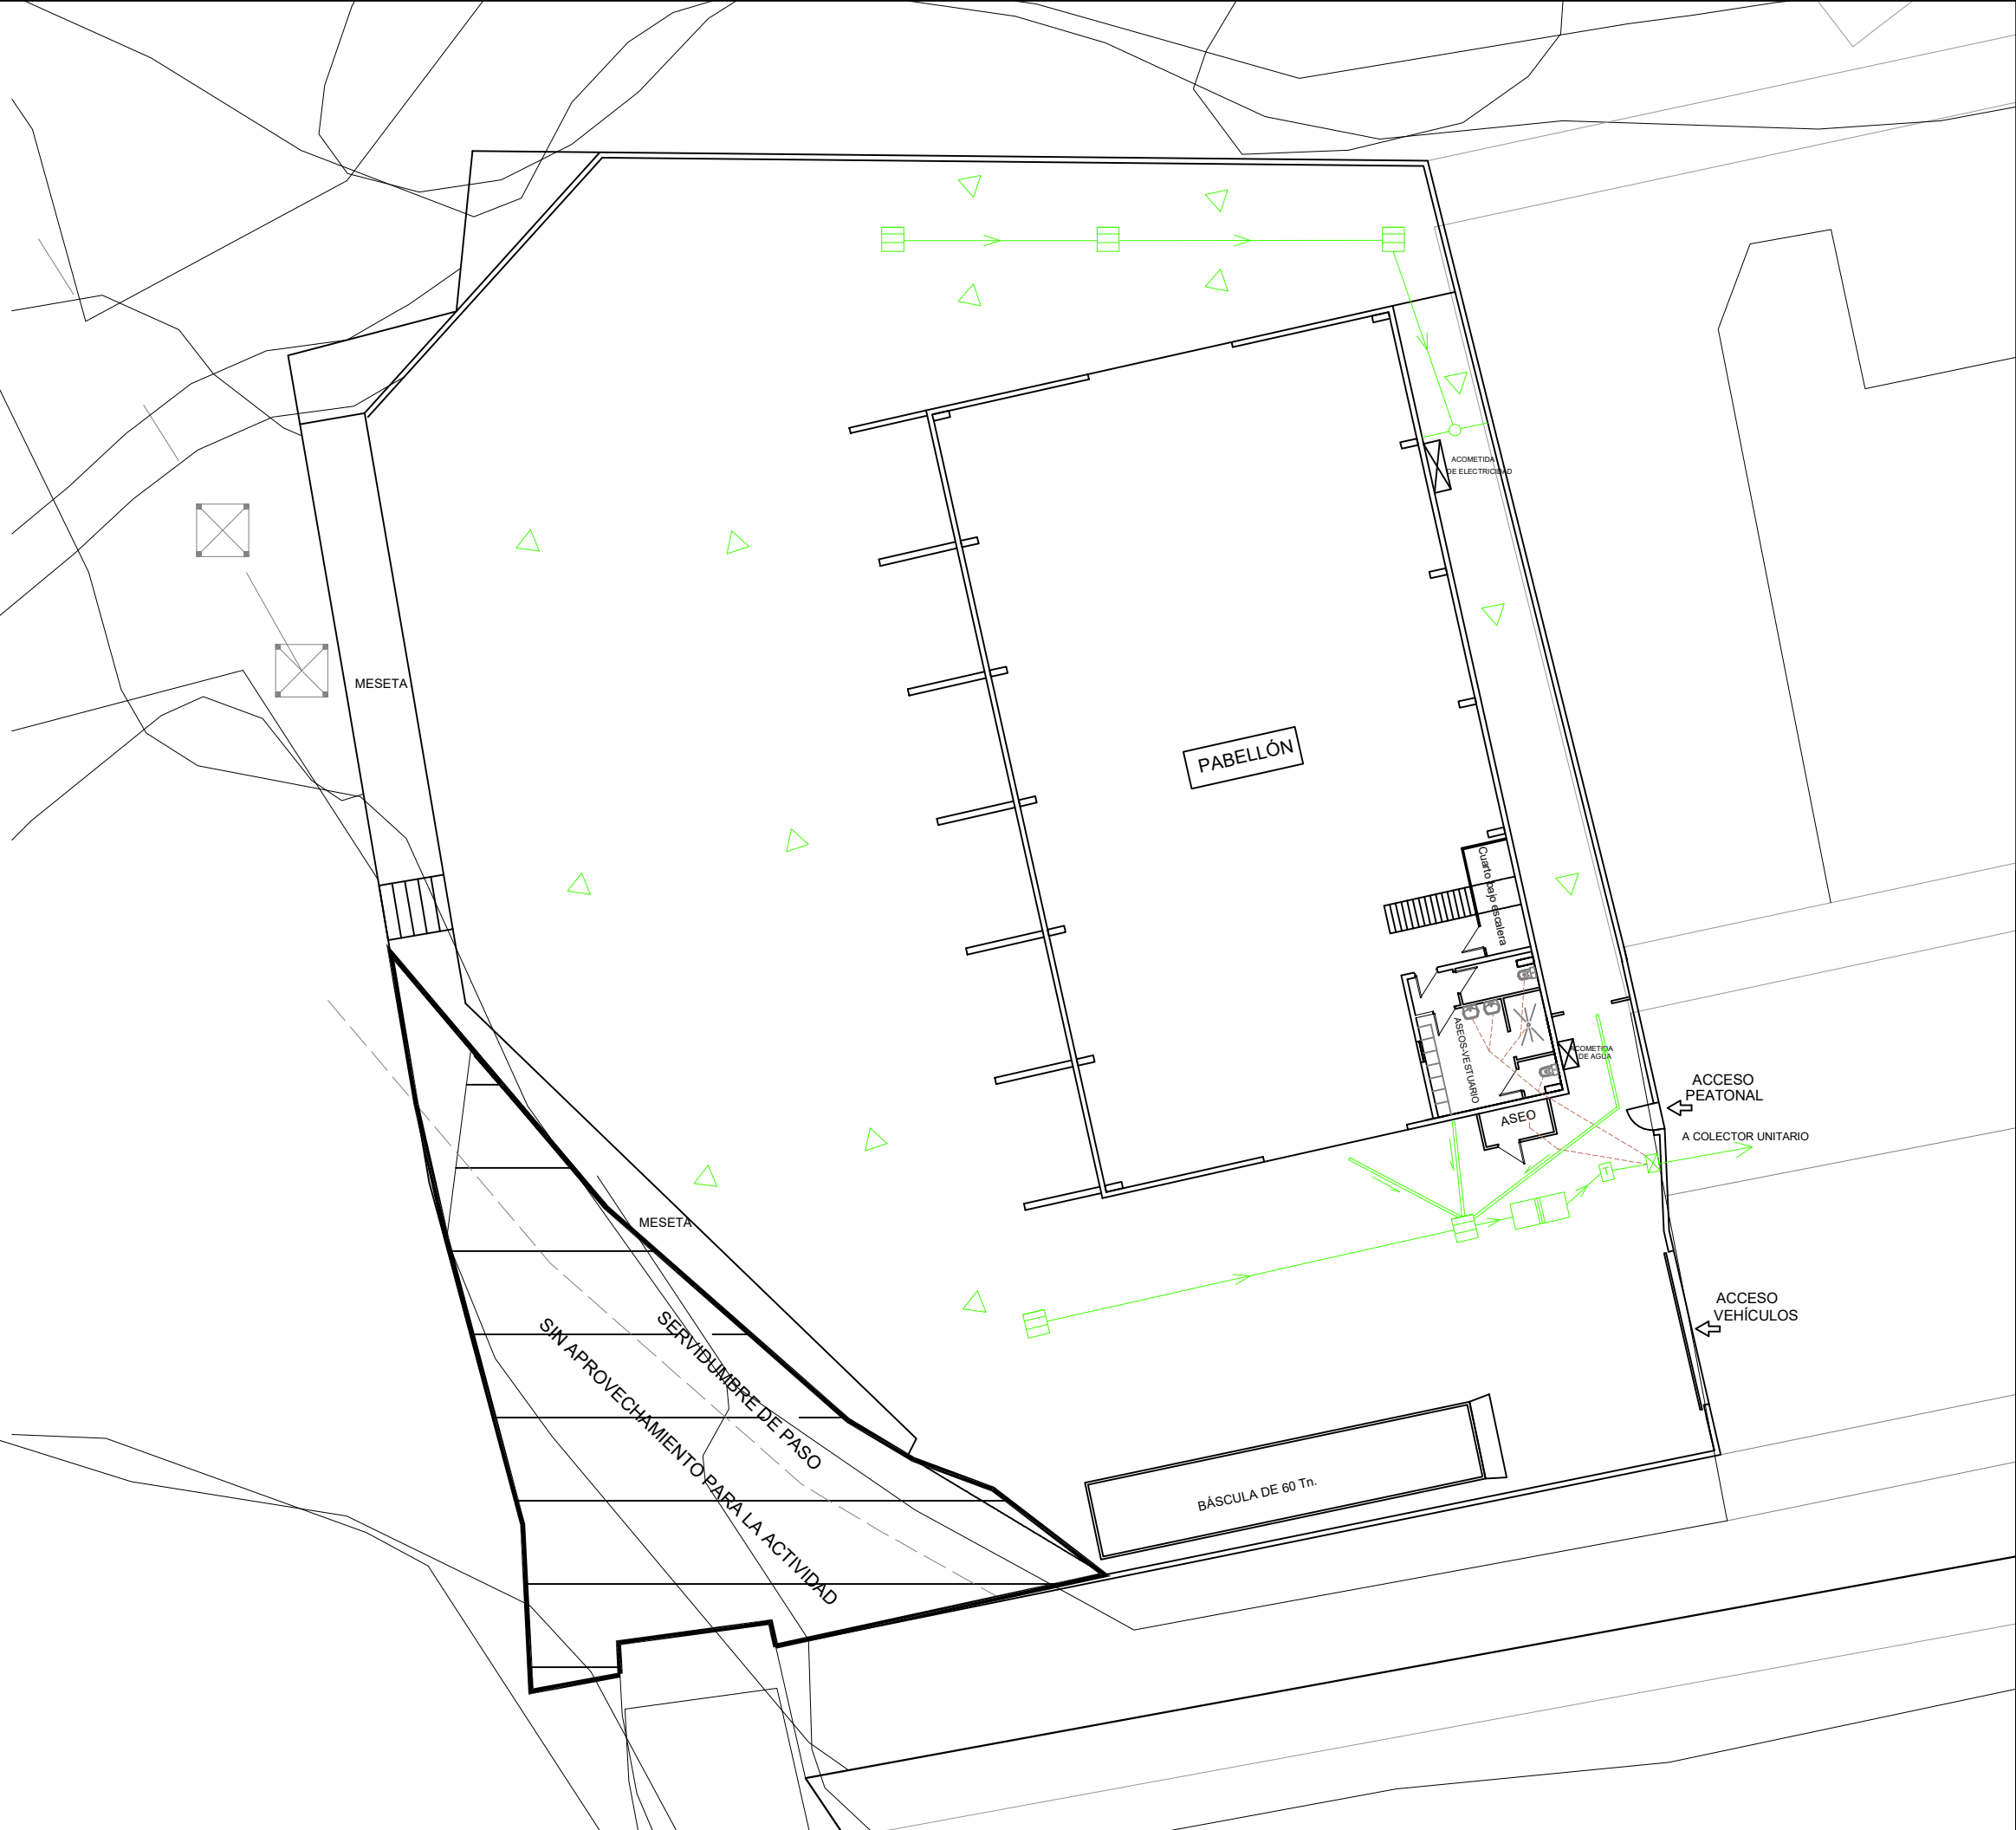 ACOMETIDA
DE ELECTRICIDAD
MESETA
PABELLÓN
Cuarto bajo escalera
ASEOS-VESTUARIO
ACOMETIDA
DE AGUA
ACCESO
PEATONAL
ASEO
A COLECTOR UNITARIO
T
MESETA
ACCESO
VEHÍCULOS
SERVIDUMBRE DE PASO
SIN APROVECHAMIENTO PARA LA ACTIVIDAD
BÁSCULA DE 60 Tn.